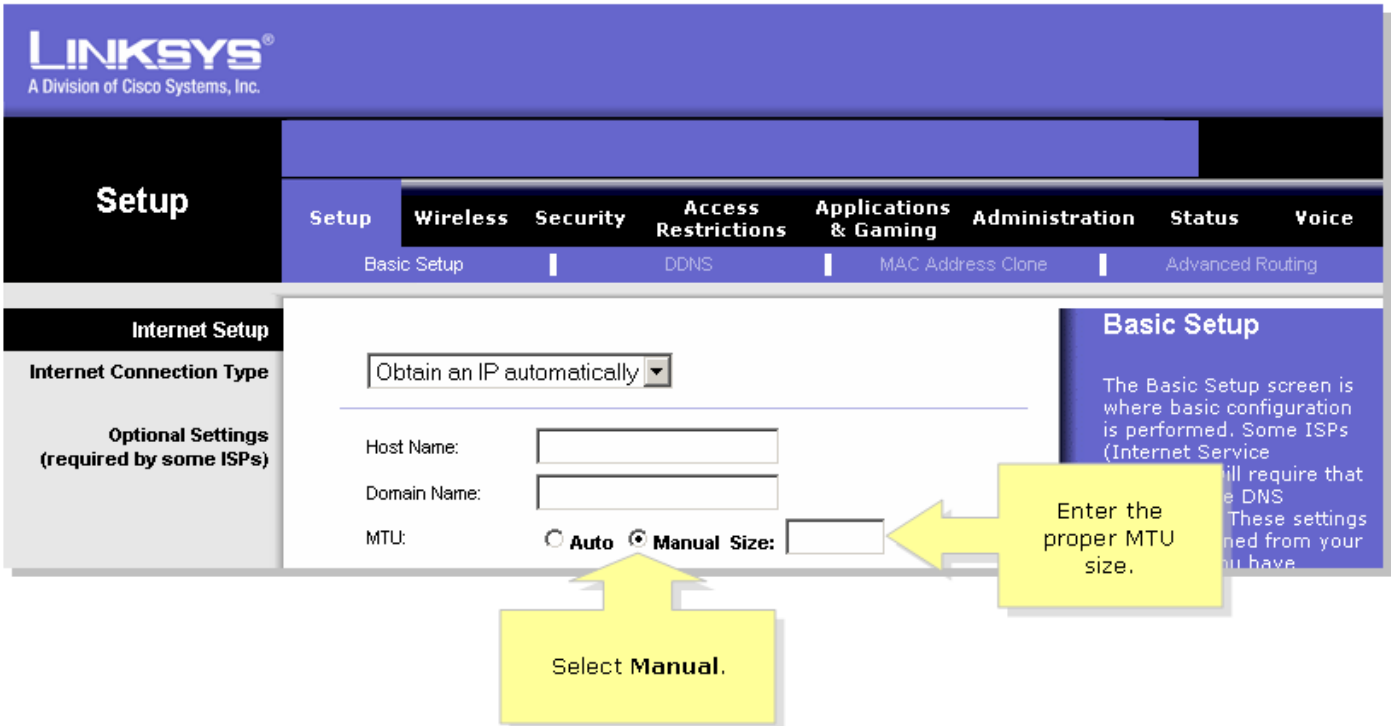 LINKSYS®
A Division of Cisco Systems, Inc.
Setup
Setup Wireless Security Access Restrictions Applications & Gaming Administration Status Voice
Basic Setup DDNS MAC Address Clone Advanced Routing
Internet Setup
Internet Connection Type
Obtain an IP automatically
Optional Settings
(required by some ISPs)
Host Name:
Domain Name:
MTU:
Auto Manual Size:
Enter the
proper MTU
size.
Select Manual.
Basic Setup
The Basic Setup screen is
where basic configuration
is performed. Some ISPs
(Internet Service
will require that
DNS
These settings
from your
have